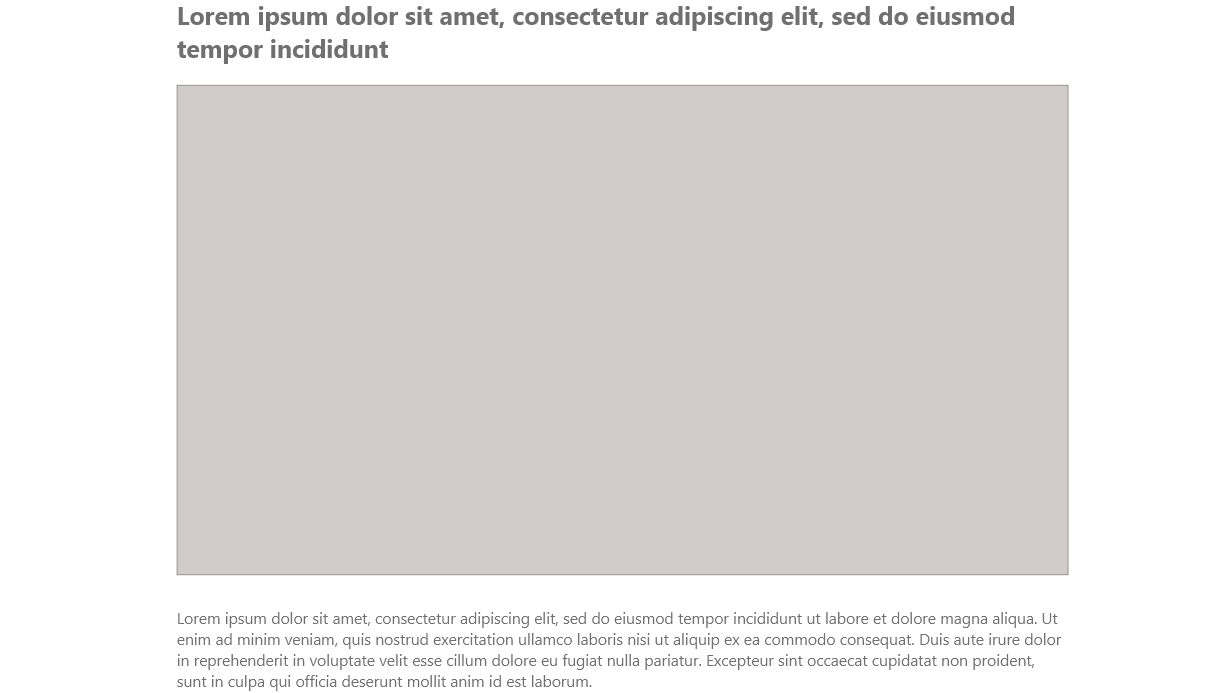 Lorem ipsum dolor sit amet, consectetur adipiscing elit, sed do eiusmod
tempor incididunt
Lorem ipsum dolor sit amet, consectetur adipiscing elit, sed do eiusmod tempor incididunt ut labore et dolore magna aliqua. Ut
enim ad minim veniam, quis nostrud exercitation ullamco laboris nisi ut aliquip ex ea commodo consequat. Duis aute irure dolor
in reprehenderit in voluptate velit esse cillum dolore eu fugiat nulla pariatur. Excepteur sint occaecat cupidatat non proident,
sunt in culpa qui officia deserunt mollit anim id est laborum.